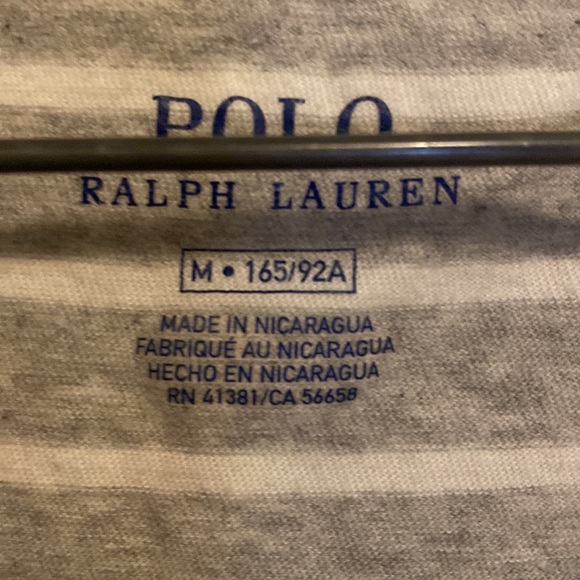 POLO
RALPH LAUREN
M • 165/92A
MADE IN NICARAGUA
FABRIQUÉ AU NICARAGUA
HECHO EN NICARAGUA
RN 41381/CA 56658